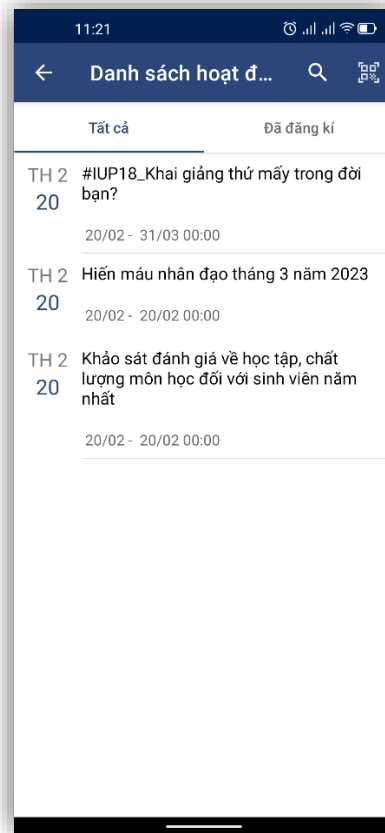 11:21
Danh sách hoạt đ...
Tất cả
Đã đăng kí
TH 2
20
#IUP18_Khai giảng thứ mấy trong đời
bạn?
20/02 - 31/03 00:00
TH 2
20
Hiến máu nhân đạo tháng 3 năm 2023
20/02 - 20/02 00:00
TH 2
20
Khảo sát đánh giá về học tập, chất
lượng môn học đối với sinh viên năm
nhất
20/02 - 20/02 00:00